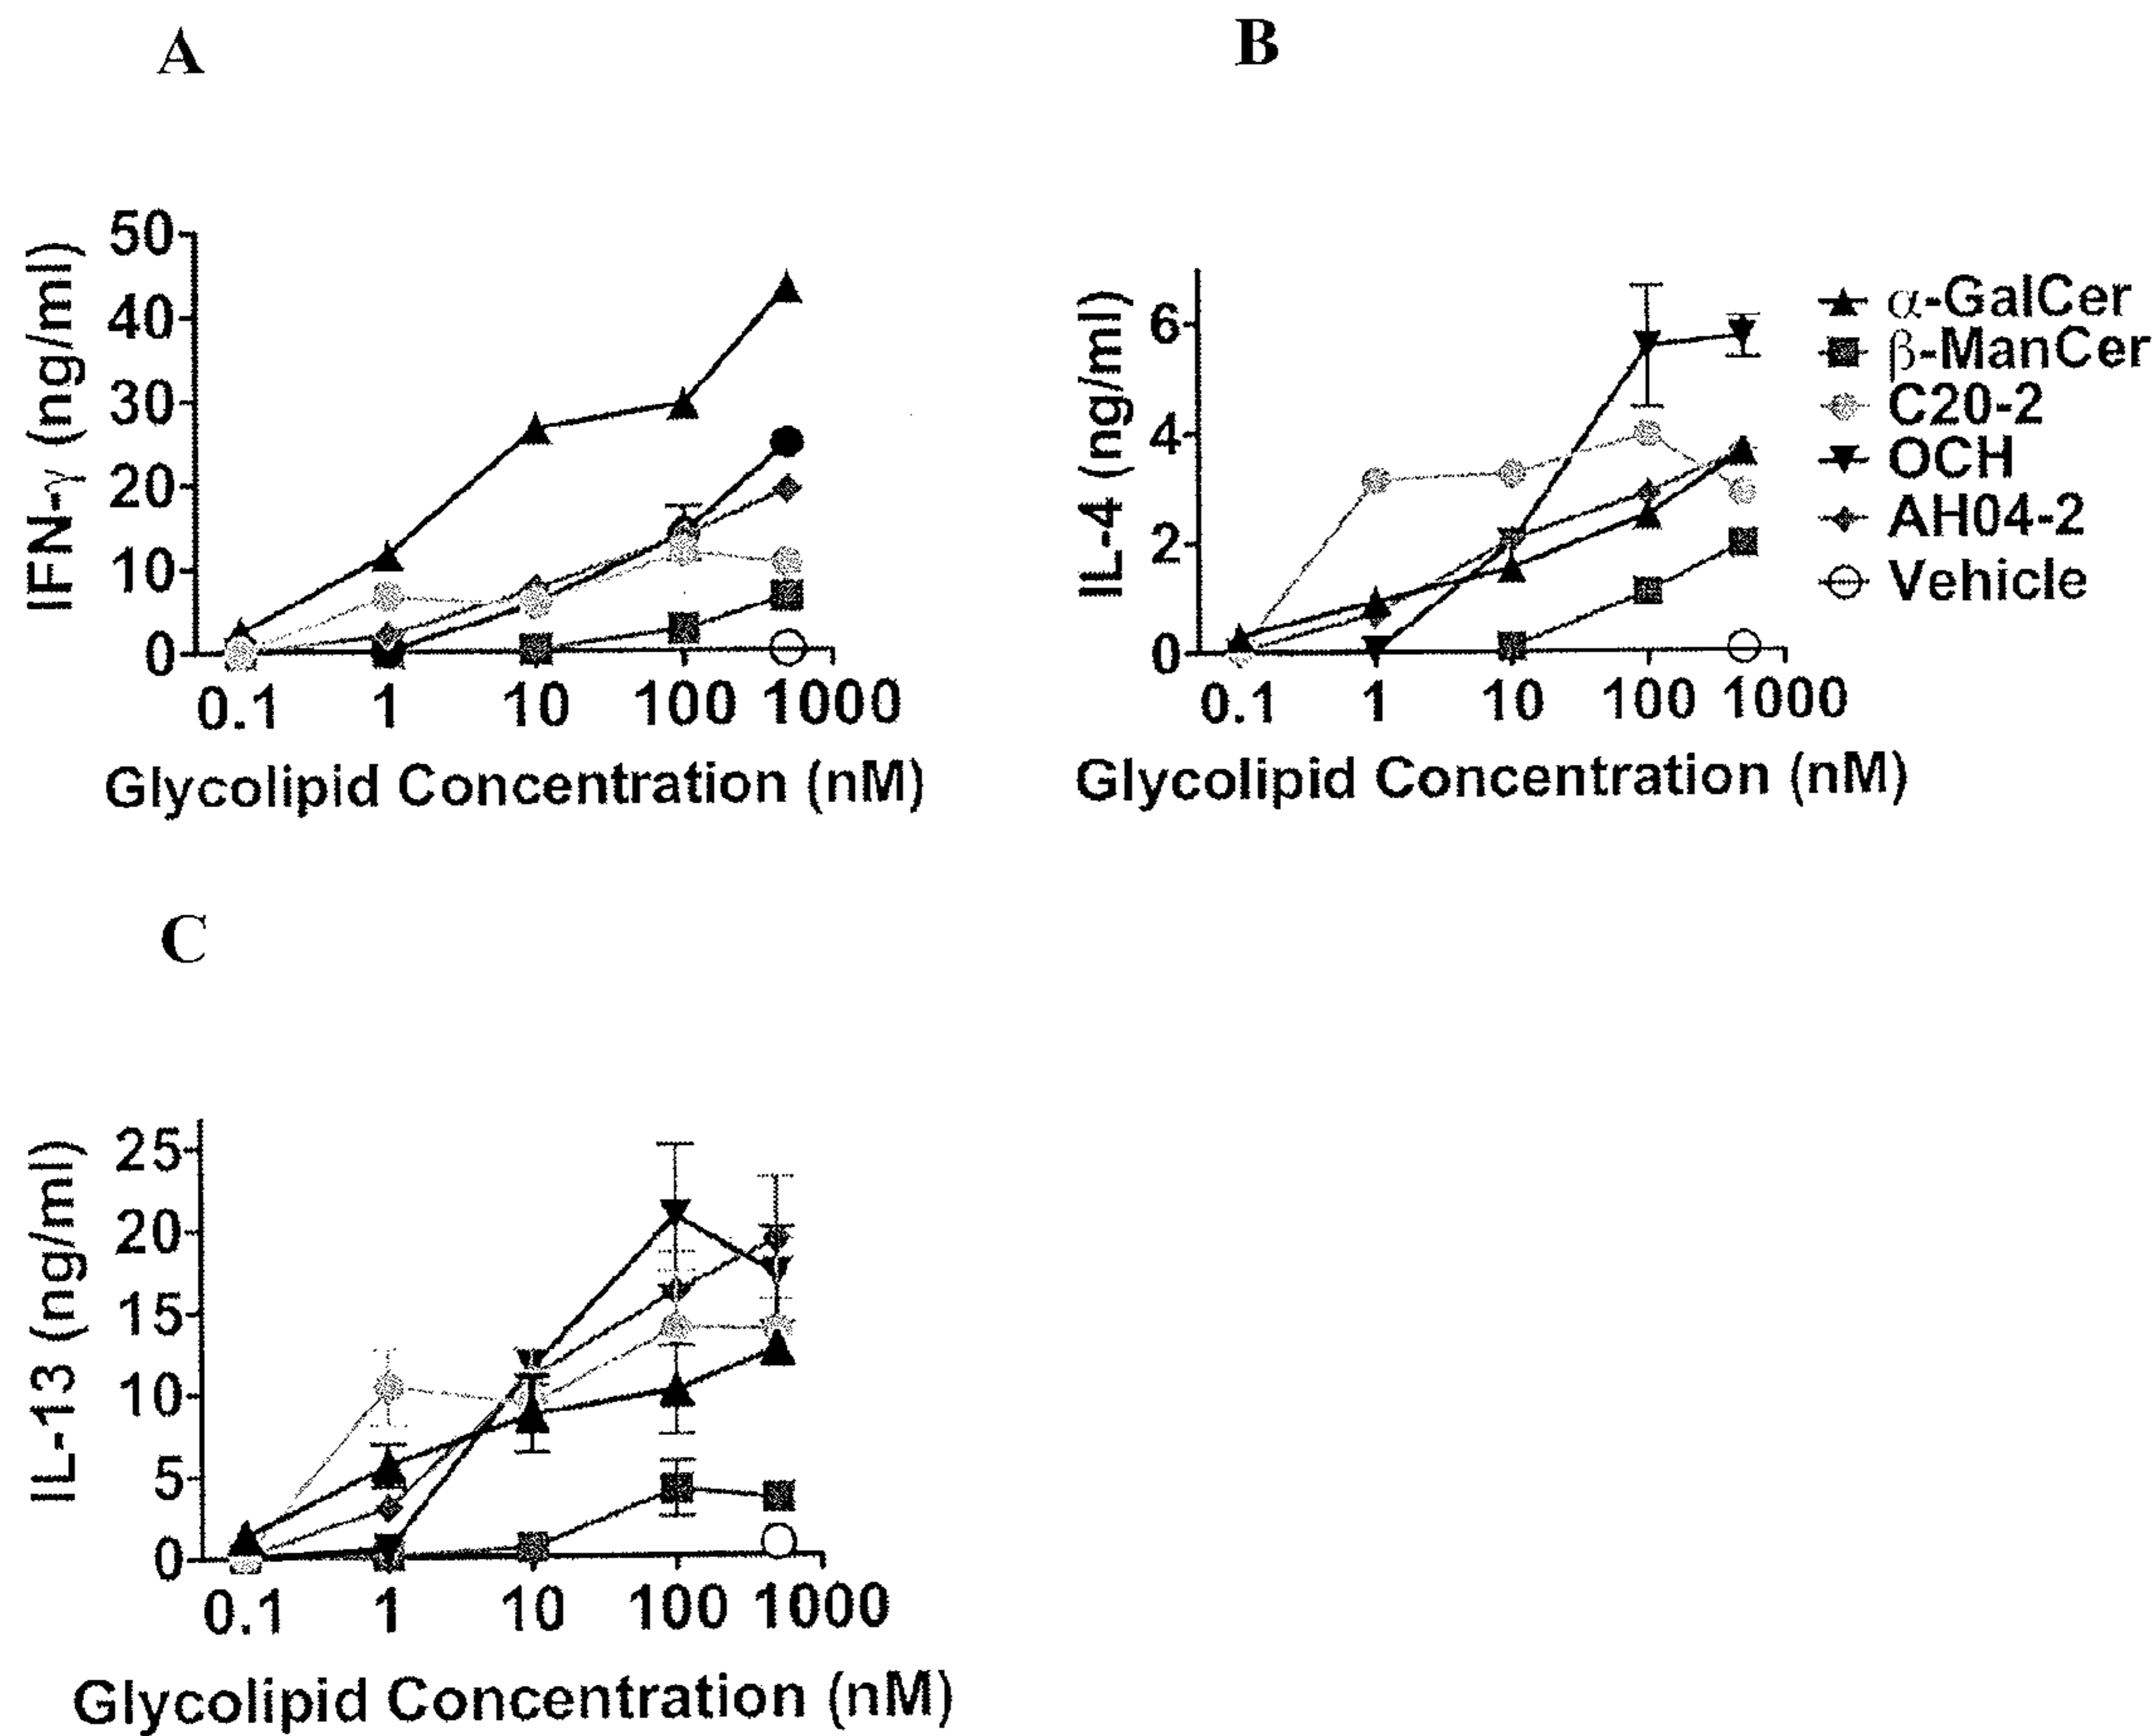 A
IFN-γ (ng/ml)
50
40
30
20
10
0
0.1 1 10 100 1000
Glycolipid Concentration (nM)
B
IL-4 (ng/ml)
6
4
2
0
0.1 1 10 100 1000
Glycolipid Concentration (nM)
α-GalCer
β-ManCer
C20-2
OCH
AH04-2
Vehicle
C
IL-13 (ng/ml)
25
20
15
10
5
0
0.1 1 10 100 1000
Glycolipid Concentration (nM)